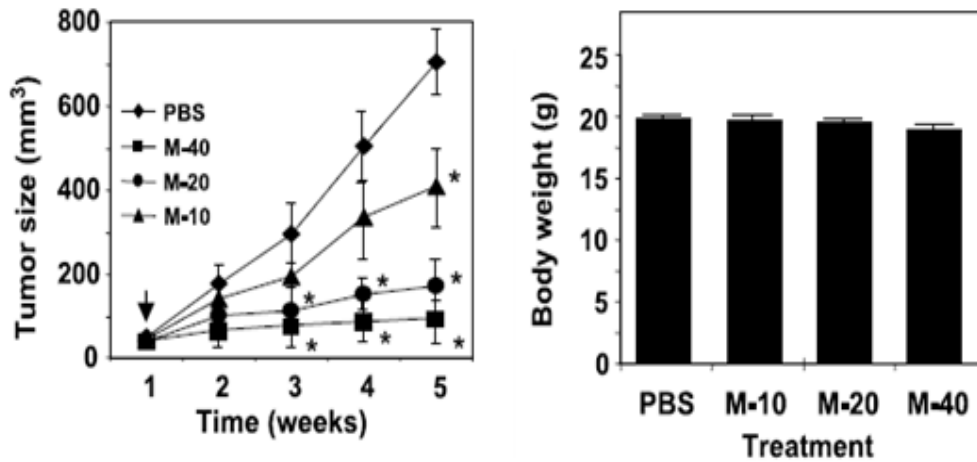 Tumor size (mm³)
800
600
400
200
0
PBS
M-40
M-20
M-10
*
*
*
*
*
*
*
1
2
3
4
5
Time (weeks)
Body weight (g)
25
20
15
10
5
0
PBS
M-10
M-20
M-40
Treatment